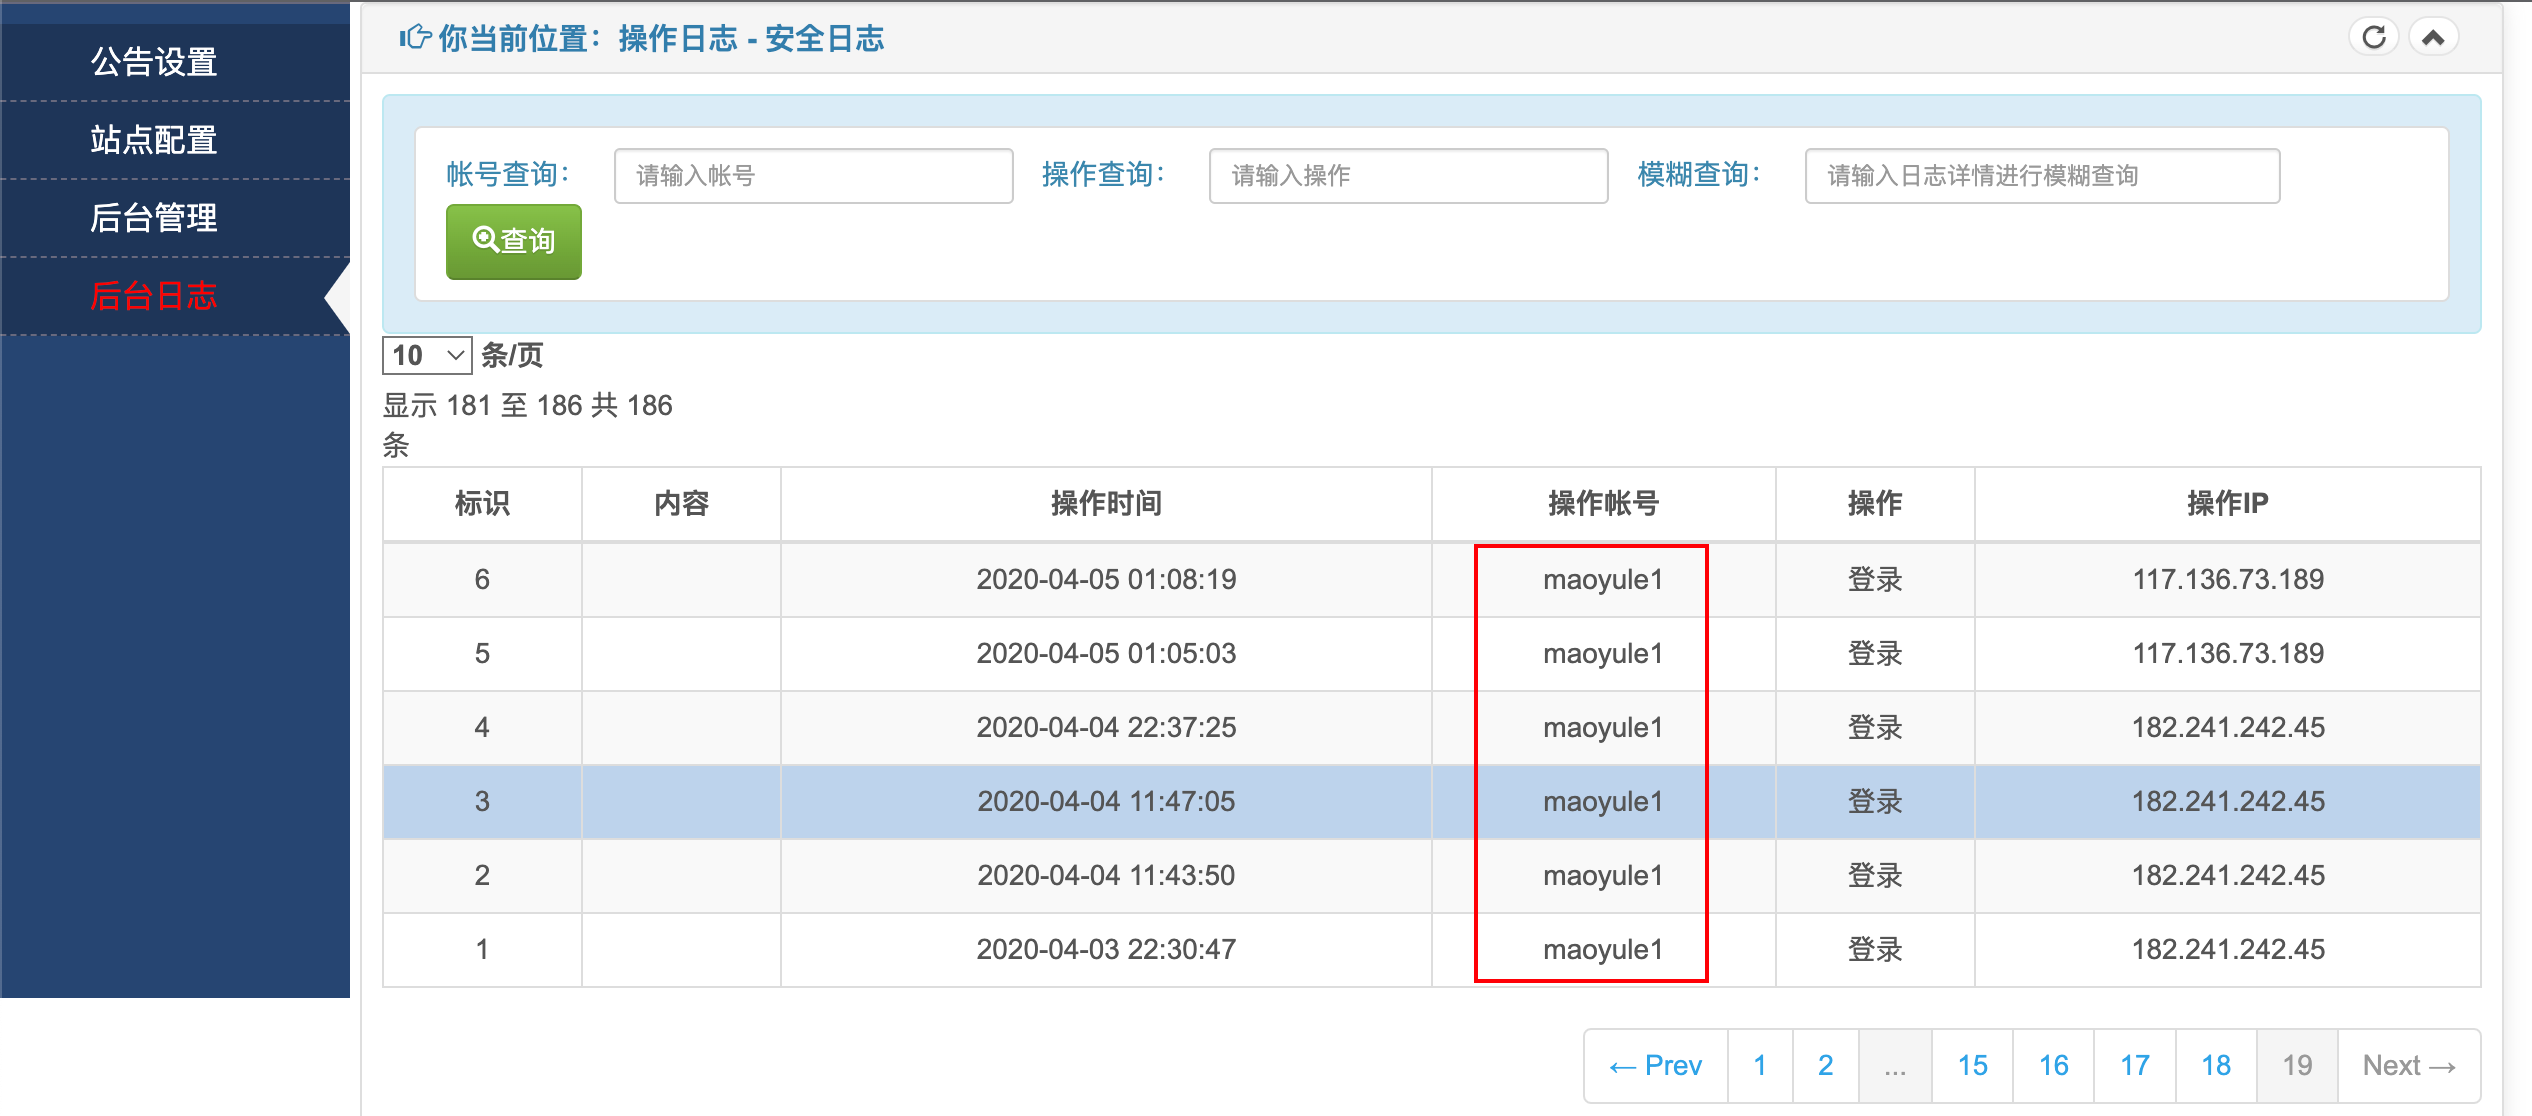 公告设置
站点配置
后台管理
后台日志
你当前位置：操作日志 - 安全日志
帐号查询： 请输入帐号 操作查询： 请输入操作 模糊查询： 请输入日志详情进行模糊查询
查询
10 条/页
显示 181 至 186 共 186
条
标识 内容 操作时间 操作帐号 操作 操作IP
6 2020-04-05 01:08:19 maoyule1 登录 117.136.73.189
5 2020-04-05 01:05:03 maoyule1 登录 117.136.73.189
4 2020-04-04 22:37:25 maoyule1 登录 182.241.242.45
3 2020-04-04 11:47:05 maoyule1 登录 182.241.242.45
2 2020-04-04 11:43:50 maoyule1 登录 182.241.242.45
1 2020-04-03 22:30:47 maoyule1 登录 182.241.242.45
← Prev 1 2 ... 15 16 17 18 19 Next →